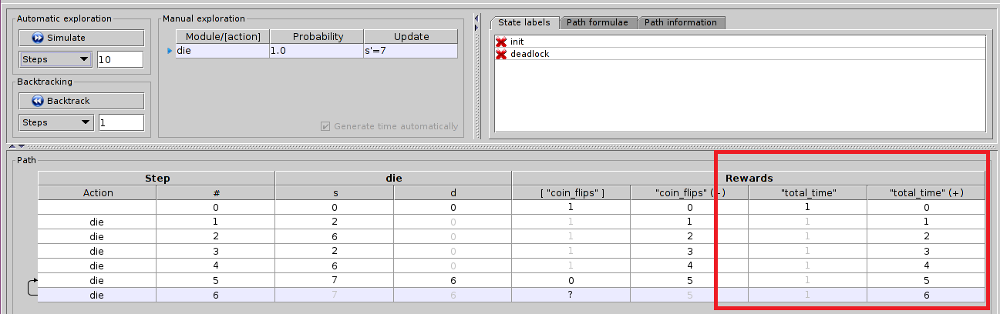 Automatic exploration
Simulate
Steps 10
Backtracking
Backtrack
Steps 1
Manual exploration
Module/[action] Probability Update
die 1.0 s'=7
Generate time automatically
State labels Path formulae Path information
init
deadlock
Path
Step die Rewards
Action # s d [ "coin_flips" ] "coin_flips" (+) "total_time" "total_time" (+)
0 0 0 1 0 1 0
die 1 2 0 1 1 1 1
die 2 6 0 1 2 1 2
die 3 2 0 1 3 1 3
die 4 6 0 1 4 1 4
die 5 7 6 0 5 1 5
die 6 7 6 ? 5 1 6